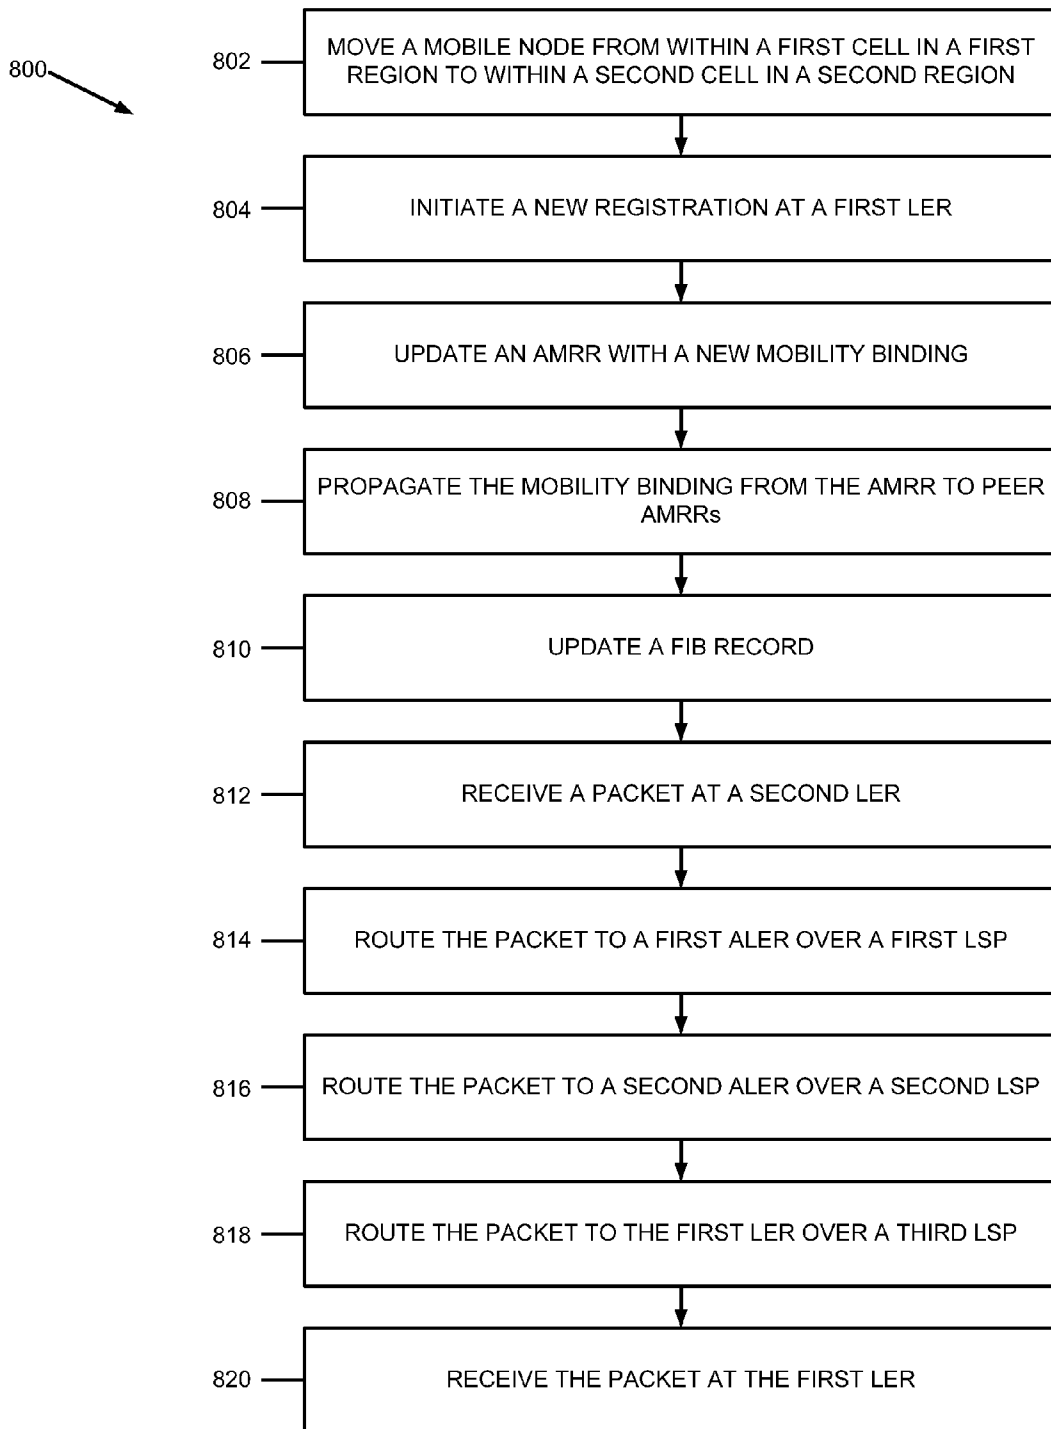 800
802
MOVE A MOBILE NODE FROM WITHIN A FIRST CELL IN A FIRST
REGION TO WITHIN A SECOND CELL IN A SECOND REGION
804
INITIATE A NEW REGISTRATION AT A FIRST LER
806
UPDATE AN AMRR WITH A NEW MOBILITY BINDING
808
PROPAGATE THE MOBILITY BINDING FROM THE AMRR TO PEER
AMRRs
810
UPDATE A FIB RECORD
812
RECEIVE A PACKET AT A SECOND LER
814
ROUTE THE PACKET TO A FIRST ALER OVER A FIRST LSP
816
ROUTE THE PACKET TO A SECOND ALER OVER A SECOND LSP
818
ROUTE THE PACKET TO THE FIRST LER OVER A THIRD LSP
820
RECEIVE THE PACKET AT THE FIRST LER